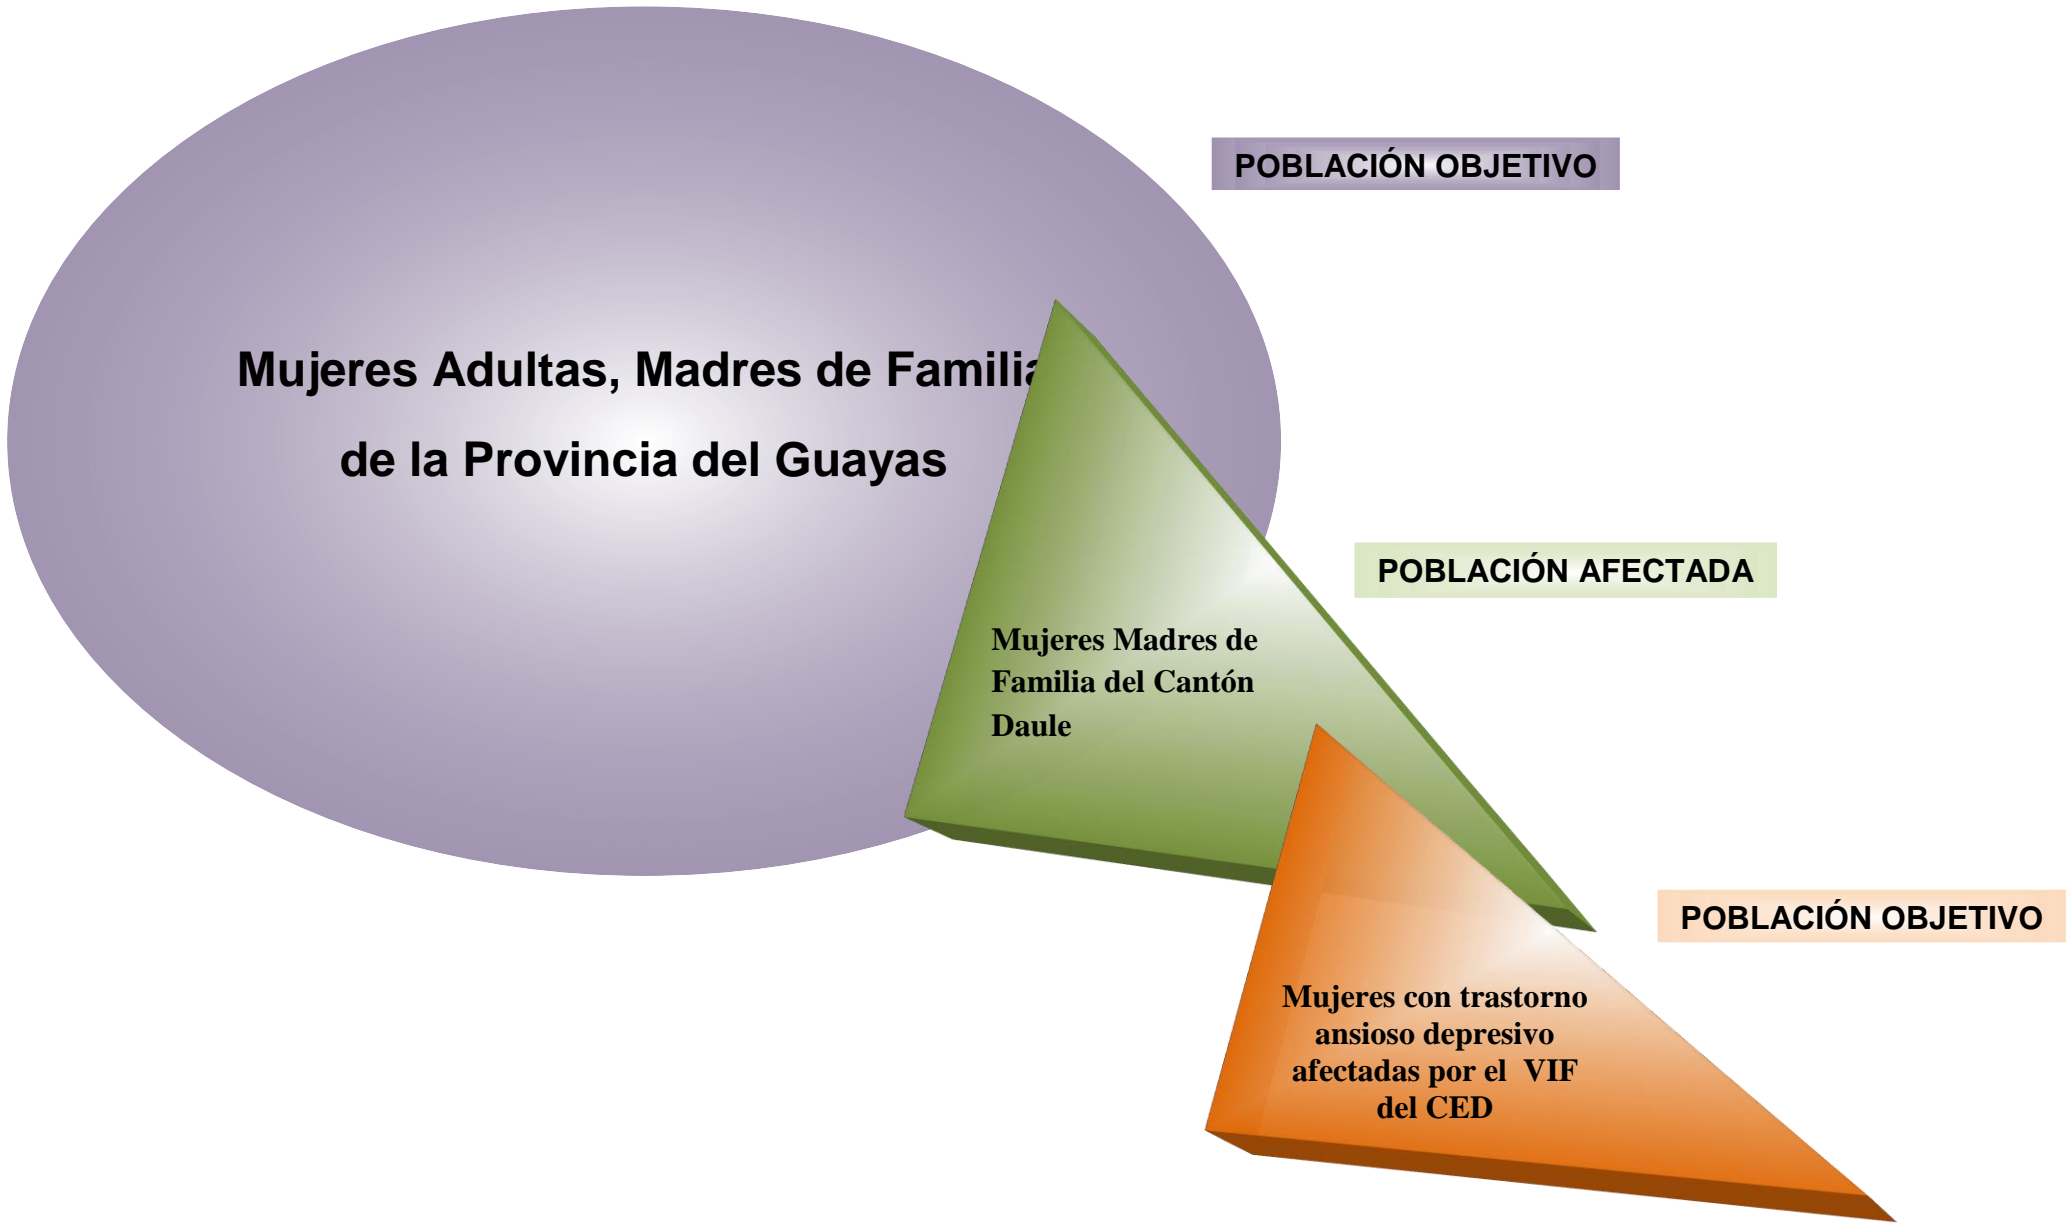 POBLACIÓN OBJETIVO
Mujeres Adultas, Madres de Familia
de la Provincia del Guayas
POBLACIÓN AFECTADA
Mujeres Madres de
Familia del Cantón
Daule
POBLACIÓN OBJETIVO
Mujeres con trastorno
ansioso depresivo
afectadas por el VIF
del CED